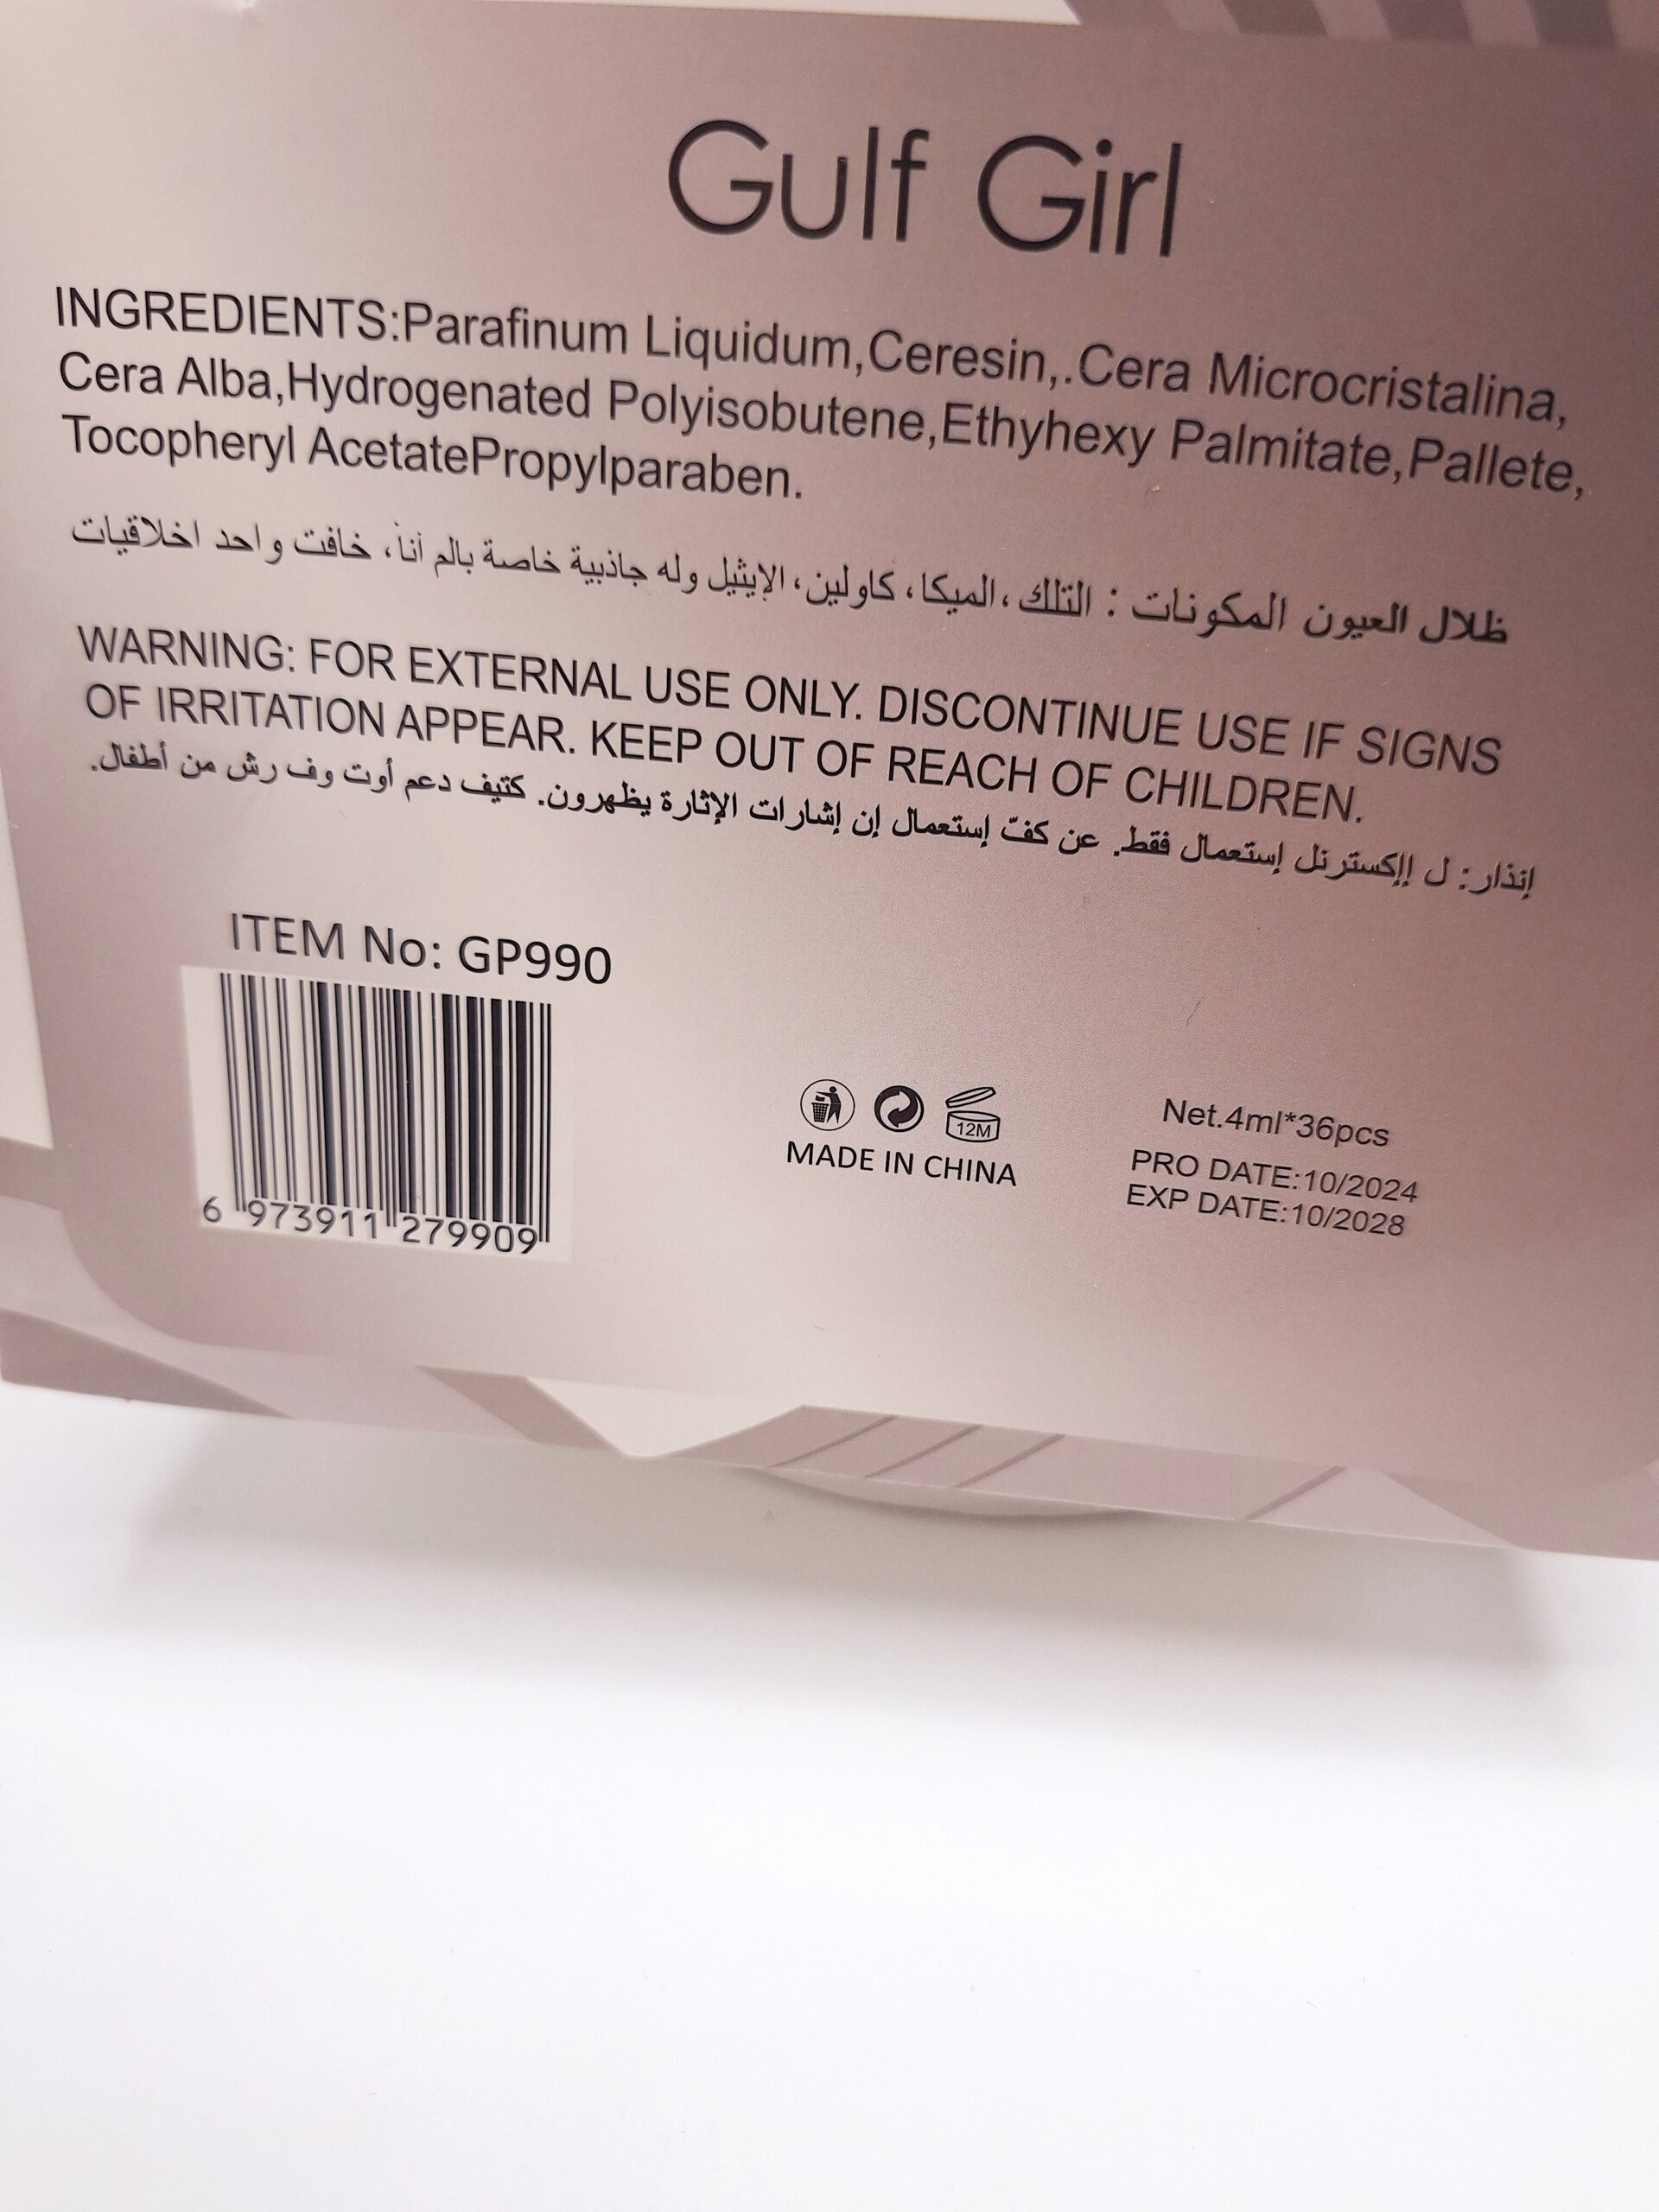 Gulf Girl
INGREDIENTS:Parafinum Liquidum,Ceresin,.Cera Microcristalina,
Cera Alba,Hydrogenated Polyisobutene,Ethyhexy Palmitate,Pallete,
Tocopheryl AcetatePropylparaben.
ظلال العيون المكونات : التلك، الميكا، كاولين، الإيثيل وله جاذبية خاصة بالم أنأ، خافت واحد اخلاقيات
WARNING: FOR EXTERNAL USE ONLY. DISCONTINUE USE IF SIGNS
OF IRRITATION APPEAR. KEEP OUT OF REACH OF CHILDREN.
إنذار: ل إإكسترنل إستعمال فقط. عن كفّ إستعمال إن إشارات الإثارة يظهرون. كتيف دعم أوت وف رش من أطفال.
ITEM No: GP990
6 973911 279909
12M
MADE IN CHINA
Net.4ml*36pcs
PRO DATE:10/2024
EXP DATE:10/2028